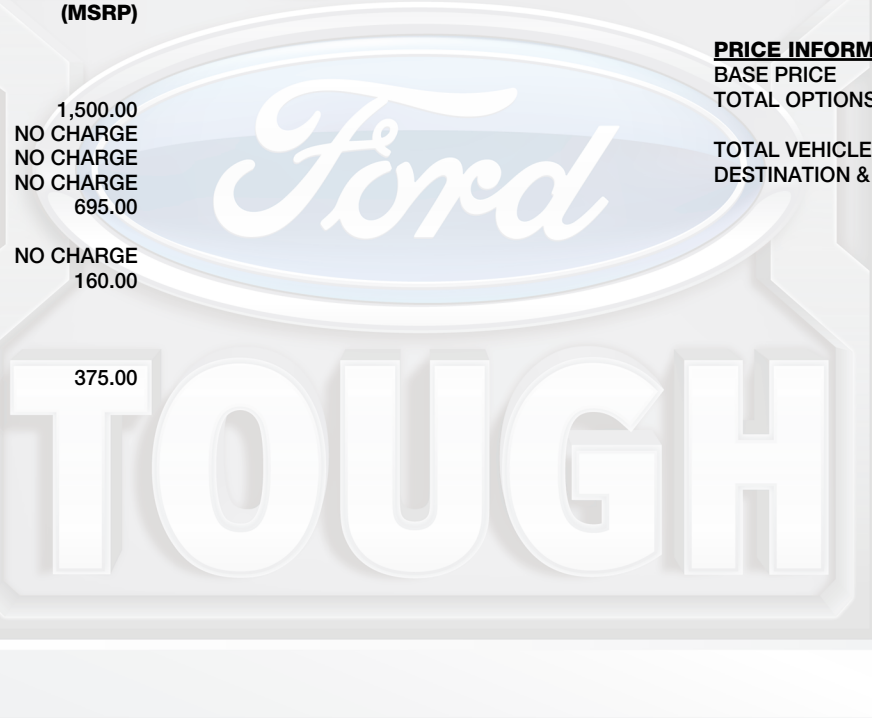 (MSRP)
1,500.00
NO CHARGE
NO CHARGE
NO CHARGE
695.00
NO CHARGE
160.00
375.00
PRICE INFORM
BASE PRICE
TOTAL OPTIONS
TOTAL VEHICLE
DESTINATION &
Ford
TOUGH